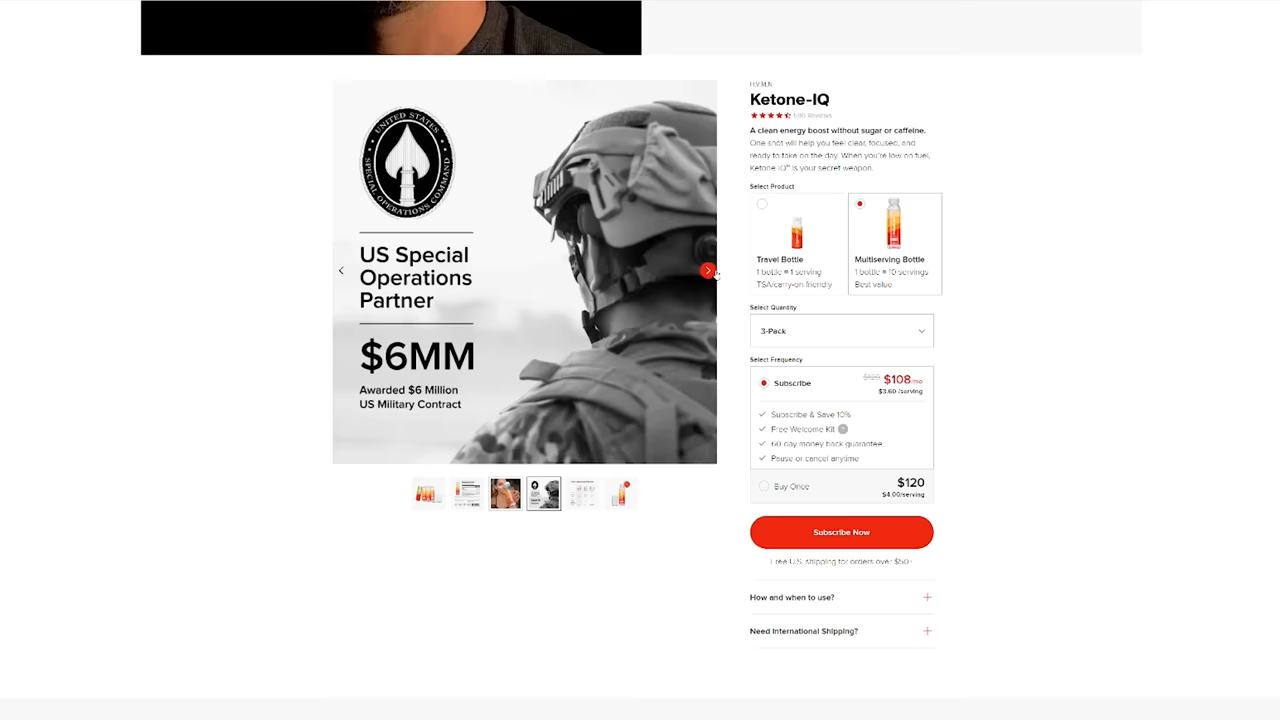 UNITED STATES
SPECIAL OPERATIONS COMMAND
US Special
Operations
Partner
$6MM
Awarded $6 Million
US Military Contract
H.V.M.N.
Ketone-IQ
Reviews
A clean energy boost without sugar or caffeine.
One shot will help you feel clear, focused, and
ready to take on the day. When you're low on fuel,
Ketone-IQ™ is your secret weapon.
Select Product
Travel Bottle
1 bottle = 1 serving
TSA/carry-on friendly
Multiserving Bottle
1 bottle = 10 servings
Best value
Select Quantity
3-Pack
Select Frequency
Subscribe
$120 $108/mo
$3.60 /serving
Subscribe & Save 10%
Free Welcome Kit
60 day money back guarantee
Pause or cancel anytime
Buy Once
$120
$4.00/serving
Subscribe Now
Free U.S. shipping for orders over $50+
How and when to use?
Need International Shipping?